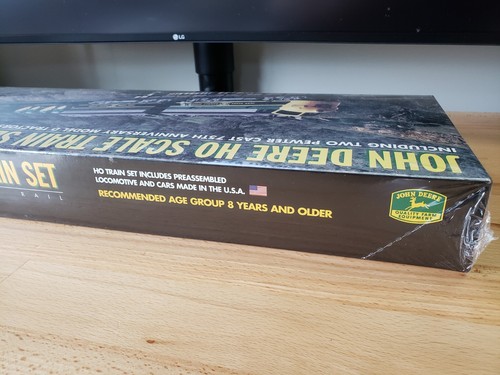 LG
INCLUDING TWO PEWTER CAST 75TH ANNIVERSARY MODEL D TRACTORS
JOHN DEERE HO SCALE TRAIN SET
IN SET
RAIL
HO TRAIN SET INCLUDES PREASSEMBLED
LOCOMOTIVE AND CARS MADE IN THE U.S.A.
RECOMMENDED AGE GROUP 8 YEARS AND OLDER
JOHN DEERE
QUALITY FARM
EQUIPMENT